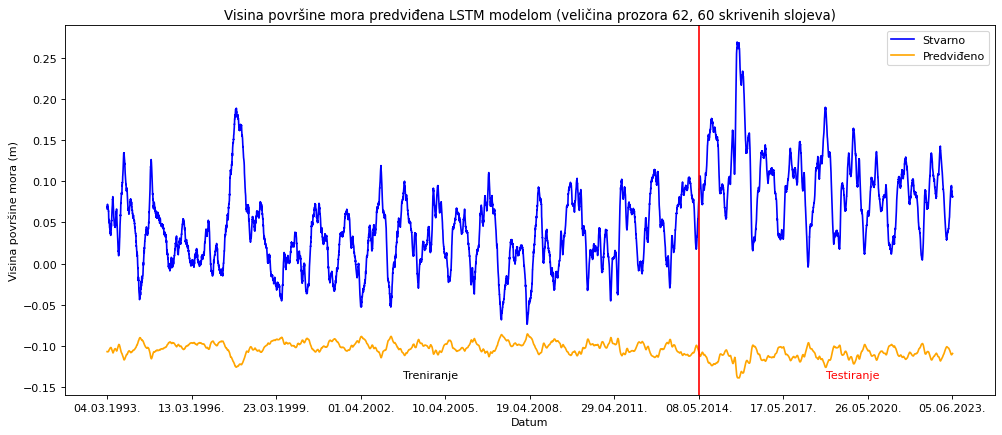 Visina površine mora predviđena LSTM modelom (veličina prozora 62, 60 skrivenih slojeva)
Stvarno
Predviđeno
Visina površine mora (m)
0.25
0.20
0.15
0.10
0.05
0.00
−0.05
−0.10
−0.15
Treniranje
Testiranje
04.03.1993.
13.03.1996.
23.03.1999.
01.04.2002.
10.04.2005.
19.04.2008.
29.04.2011.
08.05.2014.
17.05.2017.
26.05.2020.
05.06.2023.
Datum